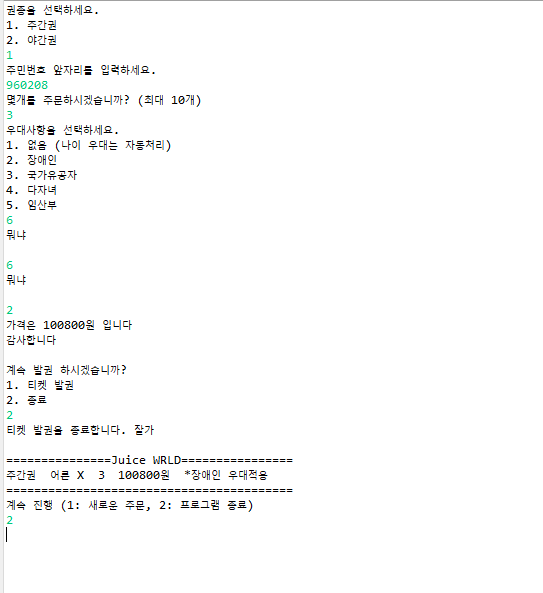 권종을 선택하세요.
1. 주간권
2. 야간권
1
주민번호 앞자리를 입력하세요.
960208
몇개를 주문하시겠습니까? (최대 10개)
3
우대사항을 선택하세요.
1. 없음 (나이 우대는 자동처리)
2. 장애인
3. 국가유공자
4. 다자녀
5. 임산부
6
뭐냐
6
뭐냐
2
가격은 100800원 입니다
감사합니다
계속 발권 하시겠습니까?
1. 티켓 발권
2. 종료
2
티켓 발권을 종료합니다. 잘가
===============Juice WRLD================
주간권 어른 X 3 100800원 *장애인 우대적용
=========================================
계속 진행 (1: 새로운 주문, 2: 프로그램 종료)
2